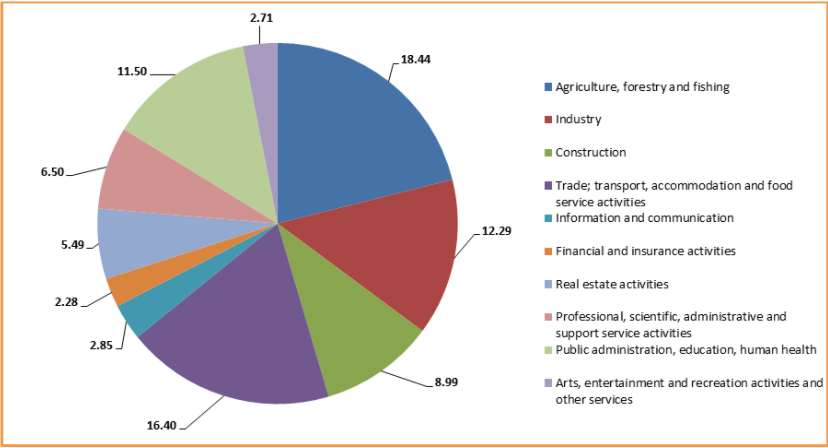 2.71
18.44
11.50
Agriculture, forestry and fishing
Industry
Construction
6.50
Trade; transport, accommodation and food
service activities
Information and communication
12.29
5.49
Financial and insurance activities
Real estate activities
2.28
Professional, scientific, administrative and
support service activities
2.85
Public administration, education, human health
8.99
Arts, entertainment and recreation activities and
other services
16.40